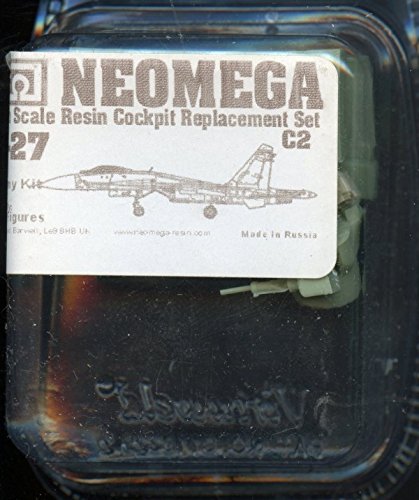 NEOMEGA
Scale Resin Cockpit Replacement Set
27
C2
y Kit
igures
Earwell, Le9 8HB UK
www.neomega-resin.com
Made in Russia